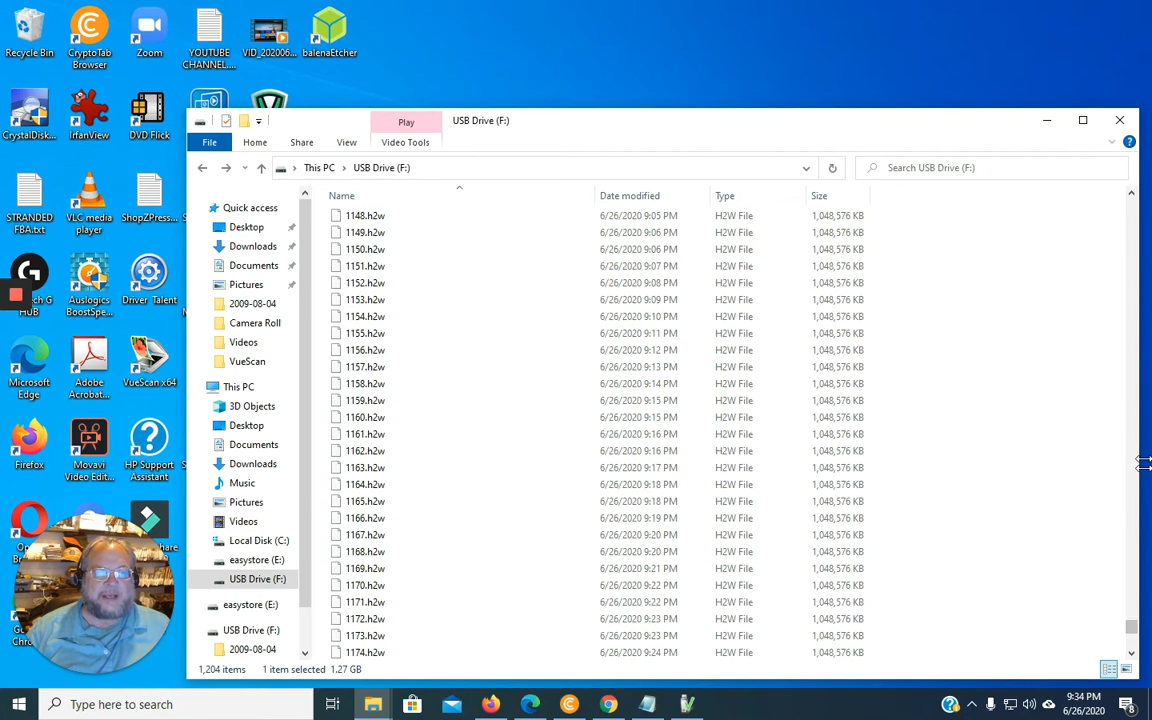 Recycle Bin
CryptoTab
Browser
Zoom
YOUTUBE
CHANNEL....
VID_202006...
balenaEtcher
CrystalDisk...
IrfanView
DVD Flick
STRANDED
FBA.txt
VLC media
player
ShopZPress...
HUB
Auslogics
BoostSpe...
Driver Talent
Microsoft
Edge
Adobe
Acrobat...
VueScan x64
Firefox
Movavi
Video Edit...
HP Support
Assistant
Play
USB Drive (F:)
File
Home
Share
View
Video Tools
This PC
USB Drive (F:)
Search USB Drive (F:)
Name
Date modified
Type
Size
Quick access
Desktop
Downloads
Documents
Pictures
2009-08-04
Camera Roll
Videos
VueScan
This PC
3D Objects
Desktop
Documents
Downloads
Music
Pictures
Videos
Local Disk (C:)
easystore (E:)
USB Drive (F:)
easystore (E:)
USB Drive (F:)
2009-08-04
1148.h2w 6/26/2020 9:05 PM H2W File 1,048,576 KB
1149.h2w 6/26/2020 9:06 PM H2W File 1,048,576 KB
1150.h2w 6/26/2020 9:06 PM H2W File 1,048,576 KB
1151.h2w 6/26/2020 9:07 PM H2W File 1,048,576 KB
1152.h2w 6/26/2020 9:08 PM H2W File 1,048,576 KB
1153.h2w 6/26/2020 9:09 PM H2W File 1,048,576 KB
1154.h2w 6/26/2020 9:10 PM H2W File 1,048,576 KB
1155.h2w 6/26/2020 9:11 PM H2W File 1,048,576 KB
1156.h2w 6/26/2020 9:12 PM H2W File 1,048,576 KB
1157.h2w 6/26/2020 9:13 PM H2W File 1,048,576 KB
1158.h2w 6/26/2020 9:14 PM H2W File 1,048,576 KB
1159.h2w 6/26/2020 9:15 PM H2W File 1,048,576 KB
1160.h2w 6/26/2020 9:15 PM H2W File 1,048,576 KB
1161.h2w 6/26/2020 9:16 PM H2W File 1,048,576 KB
1162.h2w 6/26/2020 9:16 PM H2W File 1,048,576 KB
1163.h2w 6/26/2020 9:17 PM H2W File 1,048,576 KB
1164.h2w 6/26/2020 9:18 PM H2W File 1,048,576 KB
1165.h2w 6/26/2020 9:18 PM H2W File 1,048,576 KB
1166.h2w 6/26/2020 9:19 PM H2W File 1,048,576 KB
1167.h2w 6/26/2020 9:20 PM H2W File 1,048,576 KB
1168.h2w 6/26/2020 9:20 PM H2W File 1,048,576 KB
1169.h2w 6/26/2020 9:21 PM H2W File 1,048,576 KB
1170.h2w 6/26/2020 9:22 PM H2W File 1,048,576 KB
1171.h2w 6/26/2020 9:22 PM H2W File 1,048,576 KB
1172.h2w 6/26/2020 9:23 PM H2W File 1,048,576 KB
1173.h2w 6/26/2020 9:23 PM H2W File 1,048,576 KB
1174.h2w 6/26/2020 9:24 PM H2W File 1,048,576 KB
1,204 items
1 item selected 1.27 GB
Type here to search
9:34 PM
6/26/2020
8